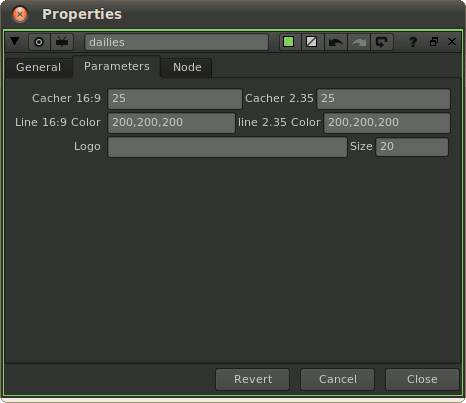 Properties
dailies
General Parameters Node
Cacher 16:9 25 Cacher 2.35 25
Line 16:9 Color 200,200,200 line 2.35 Color 200,200,200
Logo Size 20
Revert Cancel Close